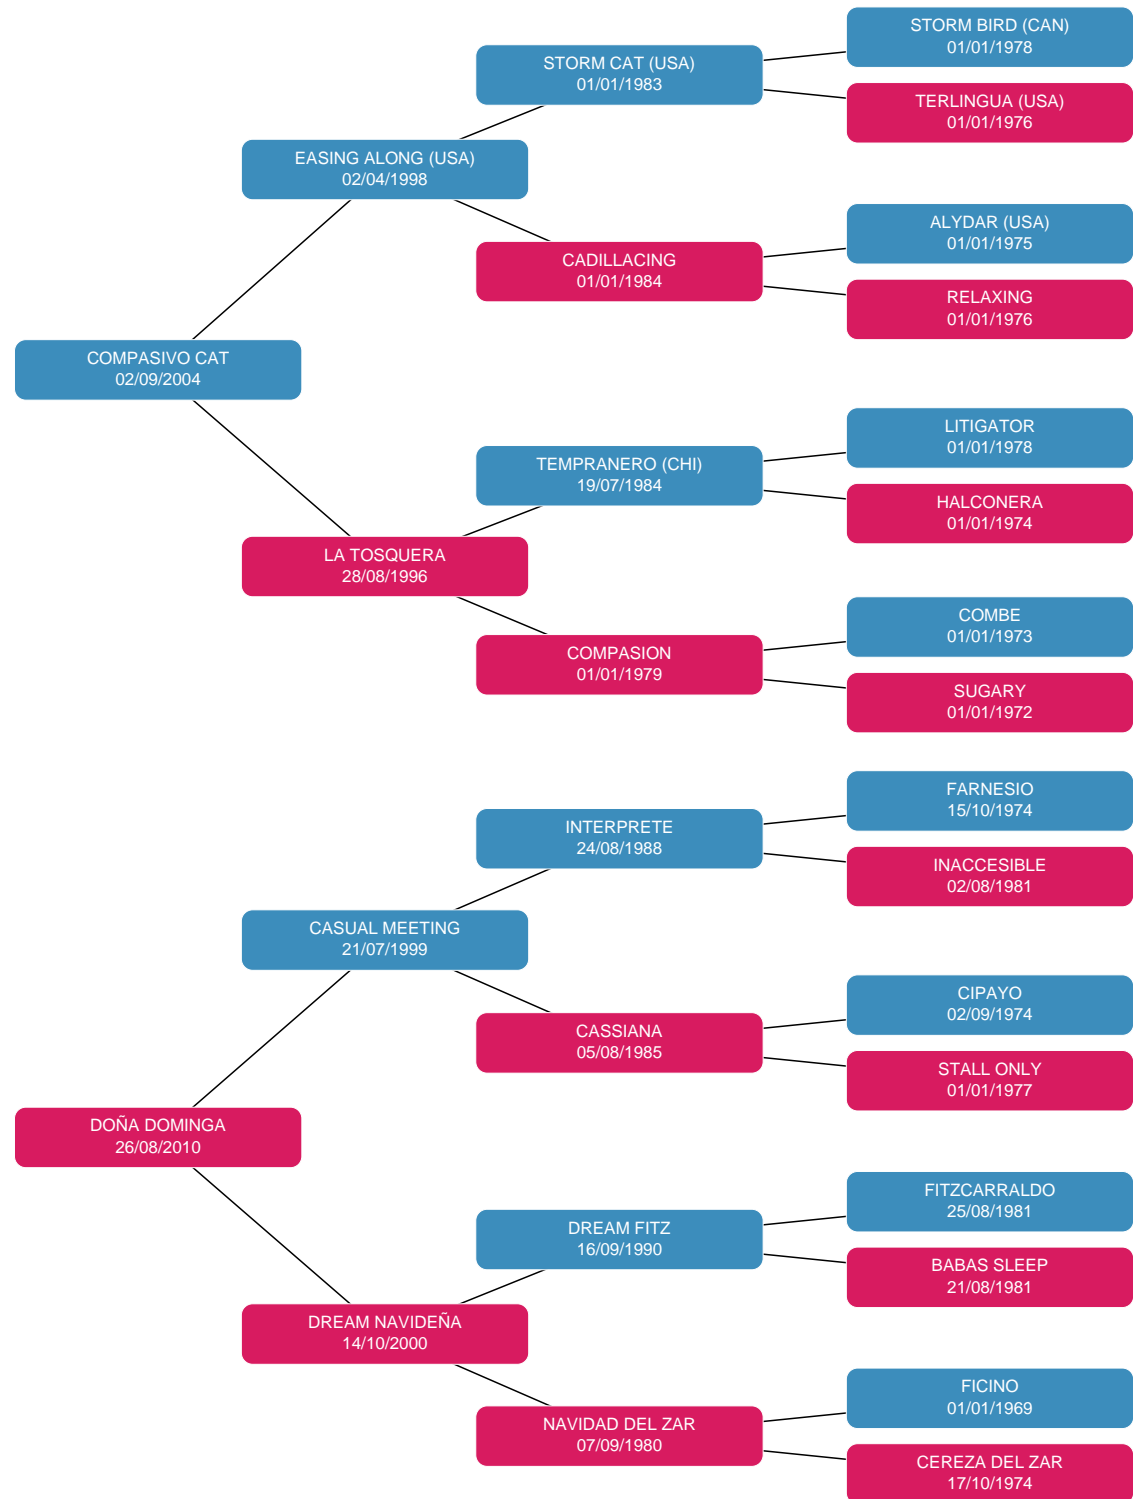 STORM BIRD (CAN)
01/01/1978
STORM CAT (USA)
01/01/1983
TERLINGUA (USA)
01/01/1976
EASING ALONG (USA)
02/04/1998
ALYDAR (USA)
01/01/1975
CADILLACING
01/01/1984
RELAXING
01/01/1976
COMPASIVO CAT
02/09/2004
LITIGATOR
01/01/1978
TEMPRANERO (CHI)
19/07/1984
HALCONERA
01/01/1974
LA TOSQUERA
28/08/1996
COMBE
01/01/1973
COMPASION
01/01/1979
SUGARY
01/01/1972
FARNESIO
15/10/1974
INTERPRETE
24/08/1988
INACCESIBLE
02/08/1981
CASUAL MEETING
21/07/1999
CIPAYO
02/09/1974
CASSIANA
05/08/1985
STALL ONLY
01/01/1977
DOÑA DOMINGA
26/08/2010
FITZCARRALDO
25/08/1981
DREAM FITZ
16/09/1990
BABAS SLEEP
21/08/1981
DREAM NAVIDEÑA
14/10/2000
FICINO
01/01/1969
NAVIDAD DEL ZAR
07/09/1980
CEREZA DEL ZAR
17/10/1974